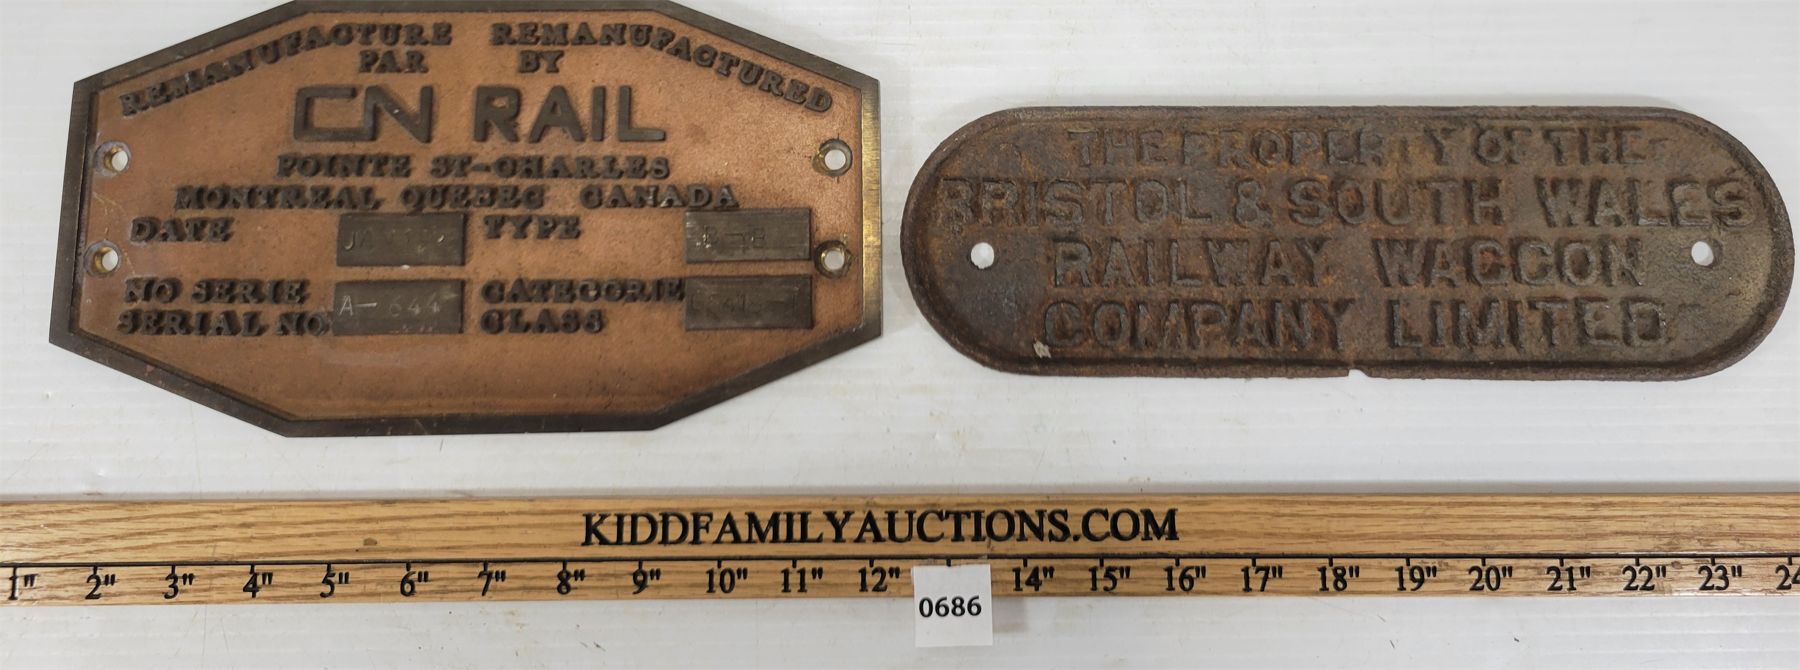 REMANUFACTURE REMANUFACTURED
PAR BY
CN RAIL
POINTE ST-CHARLES
MONTREAL QUEBEC CANADA
DATE TYPE
NO SERIE CATEGORIE
SERIAL NO A-644 CLASS
THE PROPERTY OF THE
BRISTOL & SOUTH WALES
RAILWAY WAGGON
COMPANY LIMITED
KIDDFAMILYAUCTIONS.COM
1" 2" 3" 4" 5" 6" 7" 8" 9" 10" 11" 12" 14" 15" 16" 17" 18" 19" 20" 21" 22" 23" 24
0686